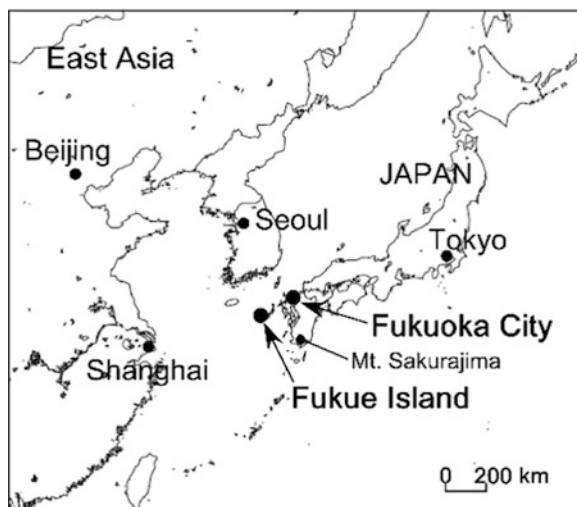 East Asia
Beijing
JAPAN
Seoul
Tokyo
Fukuoka City
Mt. Sakurajima
Shanghai
Fukue Island
0 200 km